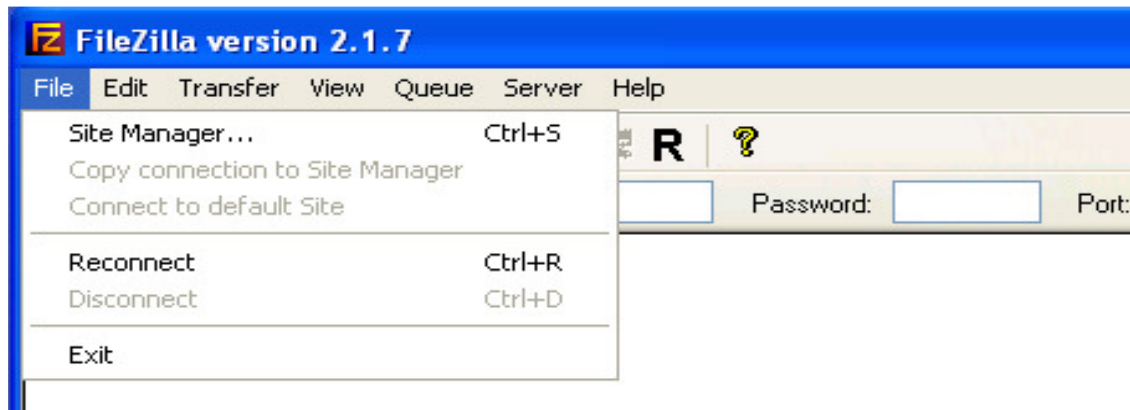 FZ FileZilla version 2.1.7
File Edit Transfer View Queue Server Help
Site Manager... Ctrl+S
Copy connection to Site Manager
Connect to default Site
Reconnect Ctrl+R
Disconnect Ctrl+D
Exit
R ?
Password: Port: